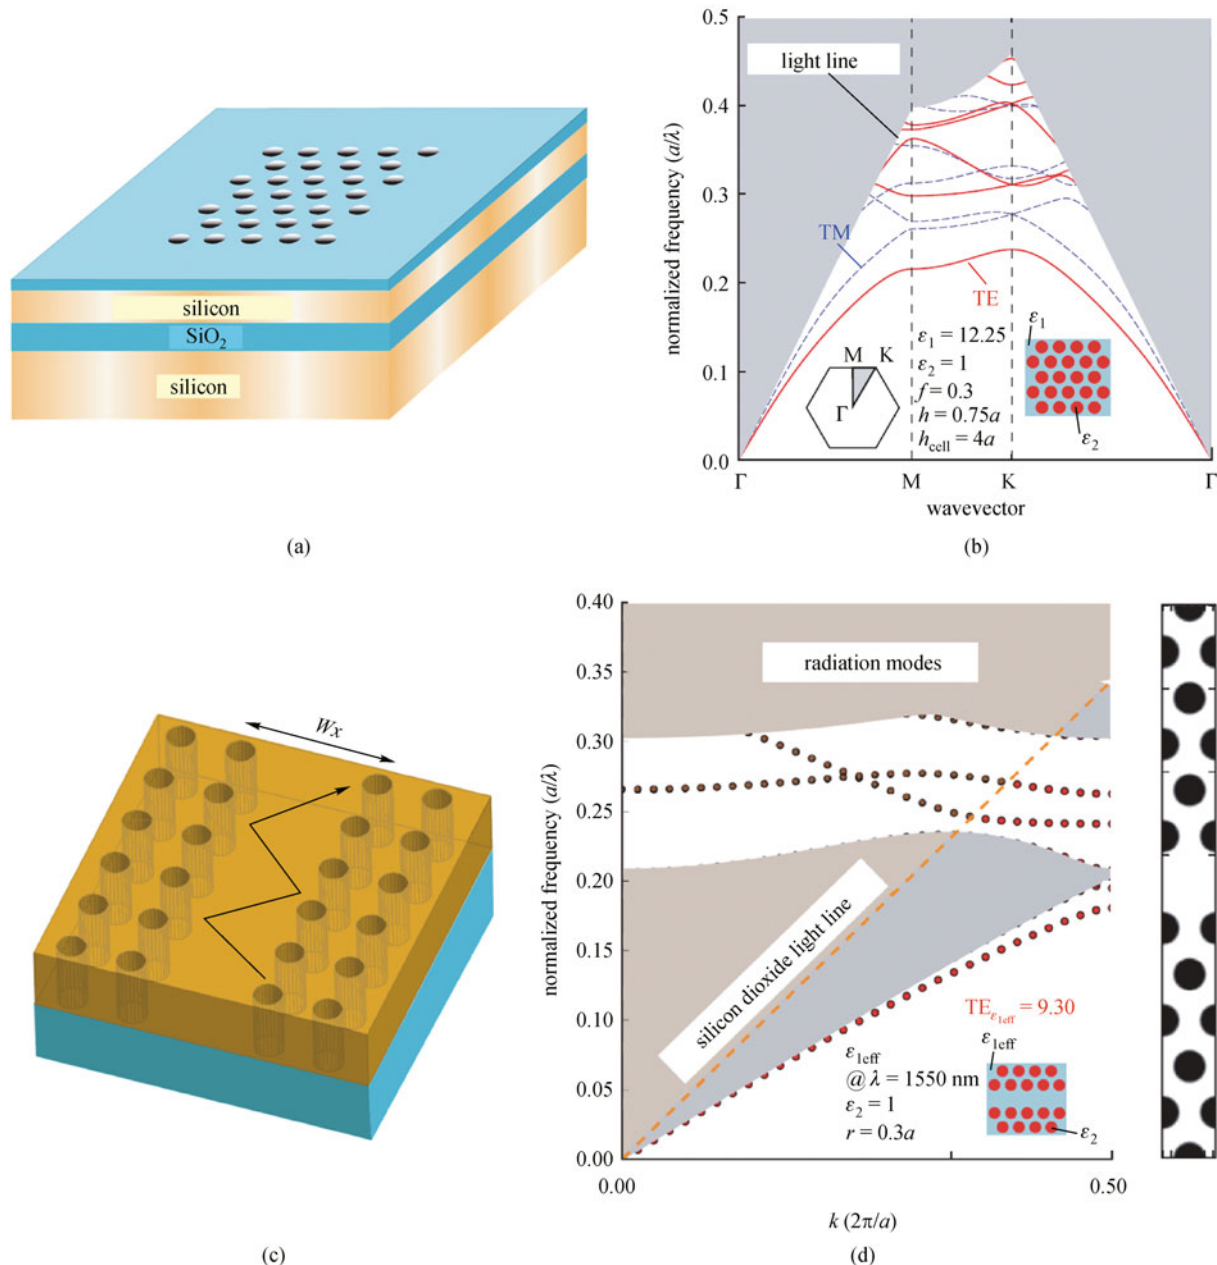 silicon
SiO₂
silicon
(a)
0.5
0.4
0.3
0.2
0.1
0.0
normalized frequency (a/λ)
light line
TM
TE
ε₁
ε₁ = 12.25
ε₂ = 1
f = 0.3
h = 0.75a
h_cell = 4a
M K
Γ
ε₂
Γ M K Γ
wavevector
(b)
Wx
(c)
0.40
0.35
0.30
0.25
0.20
0.15
0.10
0.05
0.00
normalized frequency (a/λ)
radiation modes
silicon dioxide light line
TE_ε₁eff = 9.30
ε₁eff
ε₁eff
@ λ = 1550 nm
ε₂ = 1
r = 0.3a
ε₂
0.00 0.50
k (2π/a)
(d)